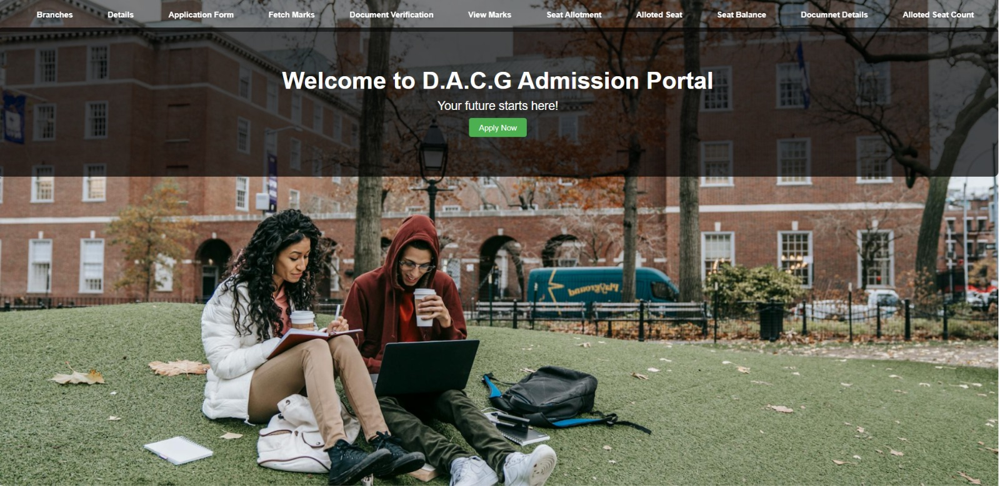 Branches Details Application Form Fetch Marks Document Verification View Marks Seat Allotment Alloted Seat Seat Balance Documnet Details Alloted Seat Count
Welcome to D.A.C.G Admission Portal
Your future starts here!
Apply Now